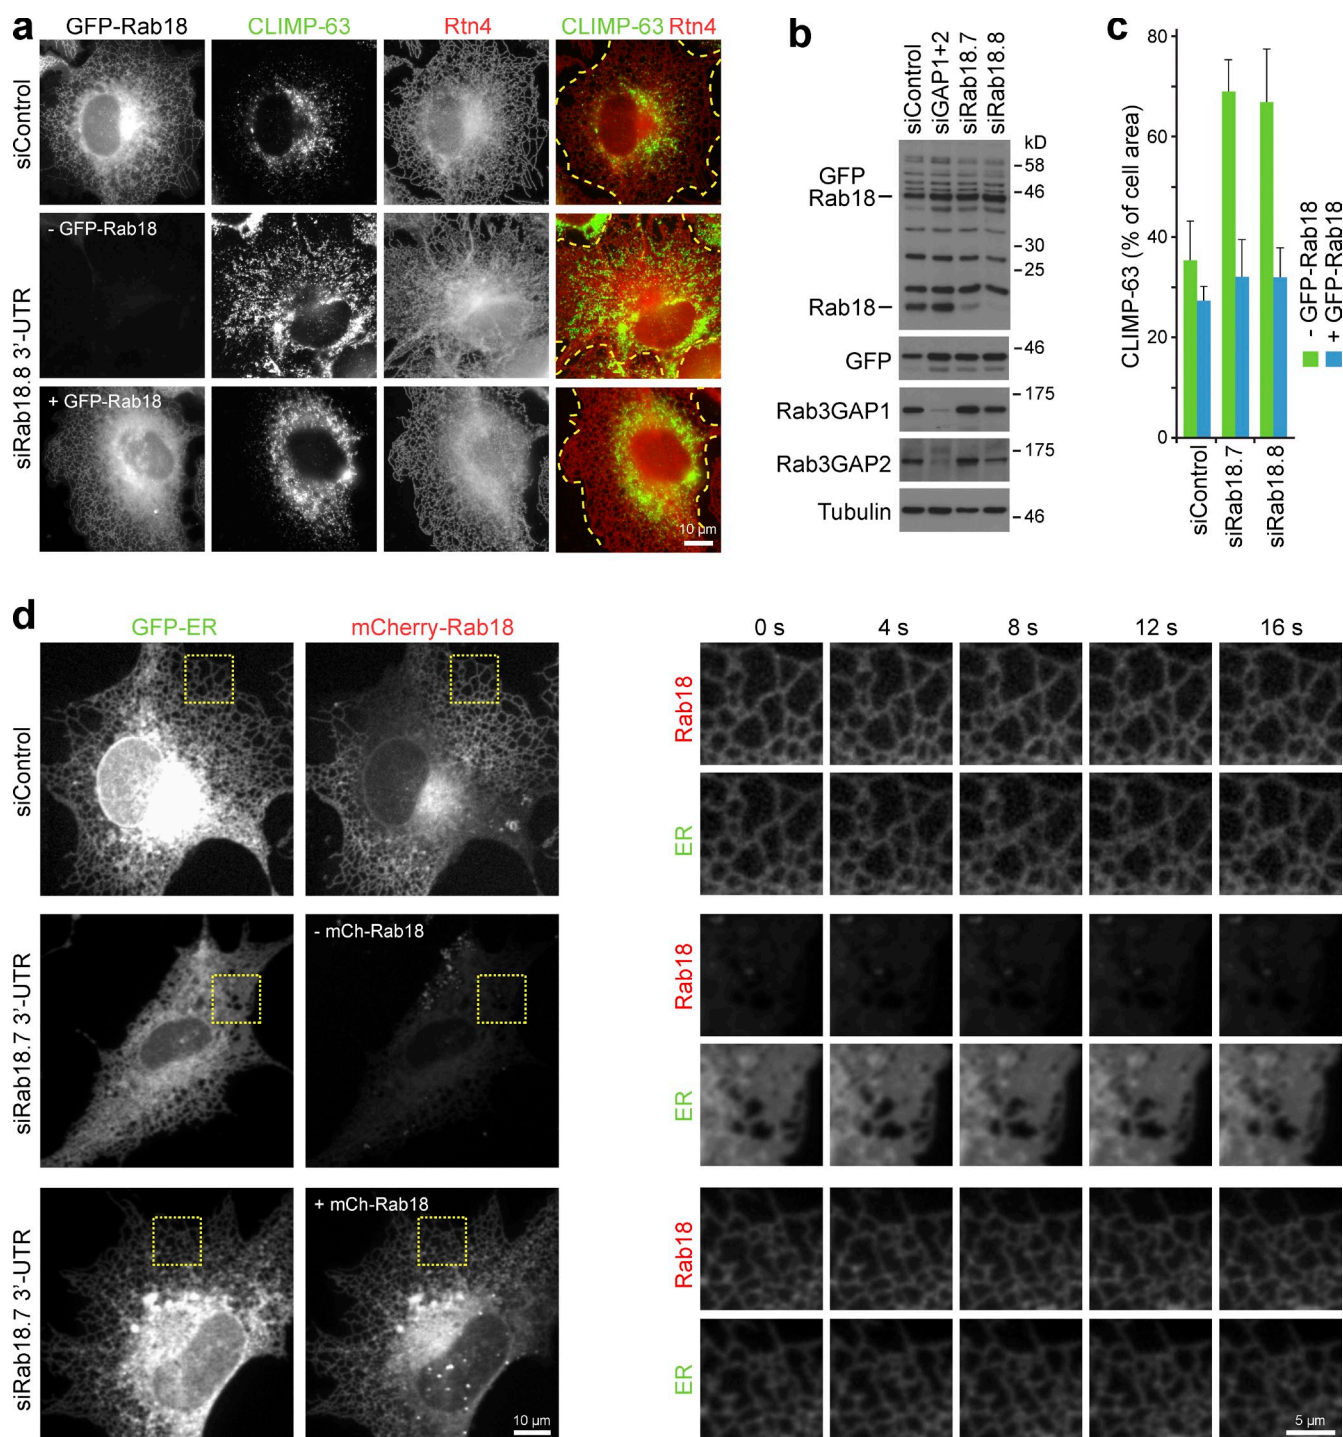 a
GFP-Rab18
CLIMP-63
Rtn4
CLIMP-63 Rtn4
siControl
siRab18.8 3'-UTR
- GFP-Rab18
+ GFP-Rab18
10 µm
b
siControl
siGAP1+2
siRab18.7
siRab18.8
kD
GFP
Rab18
58
46
30
25
Rab18
GFP
46
Rab3GAP1
175
Rab3GAP2
175
Tubulin
46
c
CLIMP-63 (% of cell area)
80
60
40
20
0
siControl
siRab18.7
siRab18.8
- GFP-Rab18
+ GFP-Rab18
d
GFP-ER
mCherry-Rab18
0 s
4 s
8 s
12 s
16 s
siControl
Rab18
ER
siRab18.7 3'-UTR
- mCh-Rab18
Rab18
ER
siRab18.7 3'-UTR
+ mCh-Rab18
10 µm
Rab18
ER
5 µm